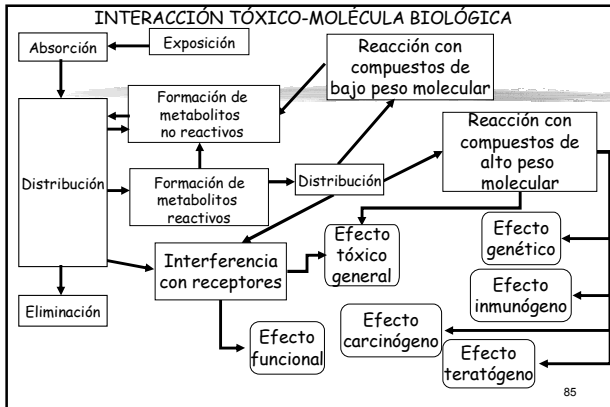 INTERACCIÓN TÓXICO-MOLÉCULA BIOLÓGICA
Absorción
Exposición
Reacción con
compuestos de
bajo peso molecular
Formación de
metabolitos
no reactivos
Reacción con
compuestos de
alto peso
molecular
Distribución
Formación de
metabolitos
reactivos
Distribución
Interferencia
con receptores
Efecto
tóxico
general
Efecto
genético
Efecto
inmunógeno
Eliminación
Efecto
funcional
Efecto
carcinógeno
Efecto
teratógeno
85